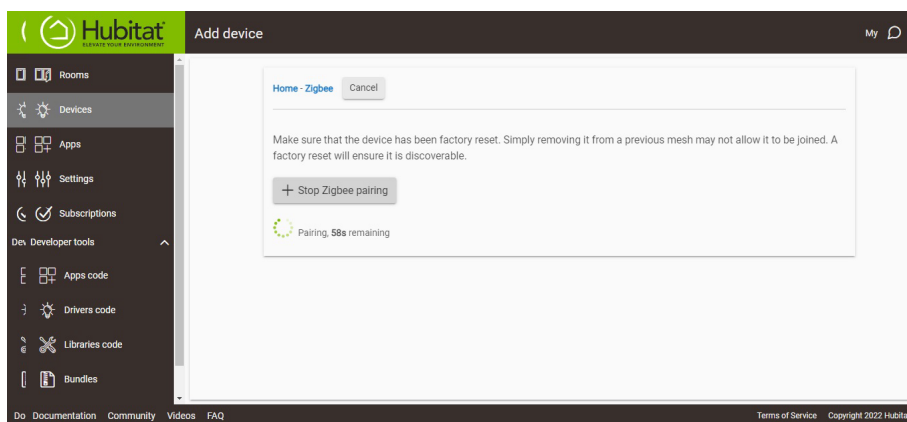 Hubitat
ELEVATE YOUR ENVIRONMENT
Add device
My
Rooms
Devices
Apps
Settings
Subscriptions
Dev Developer tools
Apps code
Drivers code
Libraries code
Bundles
Home - Zigbee Cancel
Make sure that the device has been factory reset. Simply removing it from a previous mesh may not allow it to be joined. A
factory reset will ensure it is discoverable.
+ Stop Zigbee pairing
Pairing, 58s remaining
Do Documentation Community Videos FAQ
Terms of Service Copyright 2022 Hubita